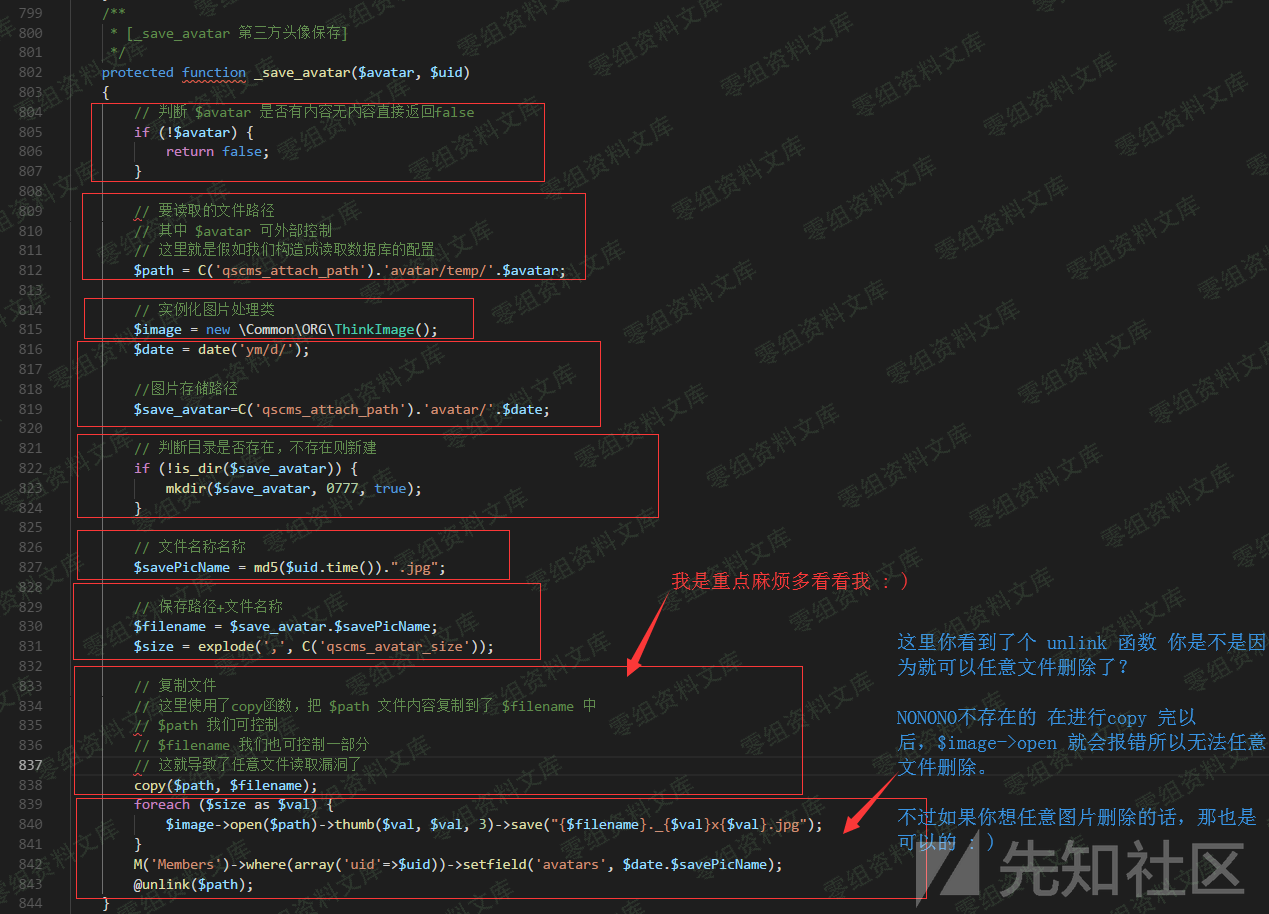 799 /**
800 * [_save_avatar 第三方头像保存]
801 */
802 protected function _save_avatar($avatar, $uid)
803 {
804 // 判断 $avatar 是否有内容无内容直接返回false
805 if (!$avatar) {
806 return false;
807 }
808
809 // 要读取的文件路径
810 // 其中 $avatar 可外部控制
811 // 这里就是假如我们构造成读取数据库的配置
812 $path = C('qscms_attach_path').'avatar/temp/'.$avatar;
813
814 // 实例化图片处理类
815 $image = new \Common\ORG\ThinkImage();
816 $date = date('ym/d/');
817
818 //图片存储路径
819 $save_avatar=C('qscms_attach_path').'avatar/'.$date;
820
821 // 判断目录是否存在，不存在则新建
822 if (!is_dir($save_avatar)) {
823 mkdir($save_avatar, 0777, true);
824 }
825
826 // 文件名称名称
827 $savePicName = md5($uid.time()).".jpg";
828
829 // 保存路径+文件名称
830 $filename = $save_avatar.$savePicName;
831 $size = explode(',', C('qscms_avatar_size'));
832
833 // 复制文件
834 // 这里使用了copy函数，把 $path 文件内容复制到了 $filename 中
835 // $path 我们可控制
836 // $filename 我们也可控制一部分
837 // 这就导致了任意文件读取漏洞了
838 copy($path, $filename);
839 foreach ($size as $val) {
840 $image->open($path)->thumb($val, $val, 3)->save("{$filename}._{$val}x{$val}.jpg");
841 }
842 M('Members')->where(array('uid'=>$uid))->setfield('avatars', $date.$savePicName);
843 @unlink($path);
844 }
我是重点麻烦多看看我 : )
这里你看到了个 unlink 函数 你是不是因
为就可以任意文件删除了?
NONONO不存在的 在进行copy 完以
后，$image->open 就会报错所以无法任意
文件删除。
不过如果你想任意图片删除的话，那也是
可以的 : )
先知社区
零组资料文库